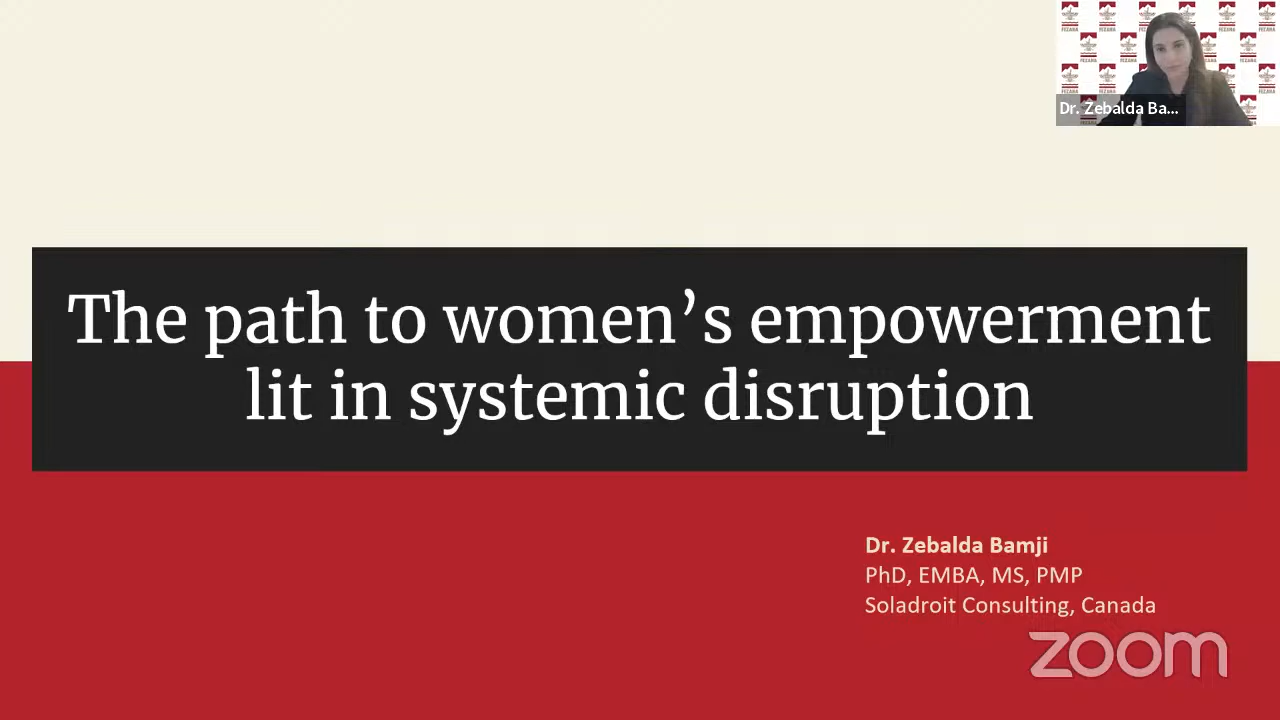 FEZANA
Dr. Zebalda Ba...
The path to women’s empowerment
lit in systemic disruption
Dr. Zebalda Bamji
PhD, EMBA, MS, PMP
Soladroit Consulting, Canada
zoom